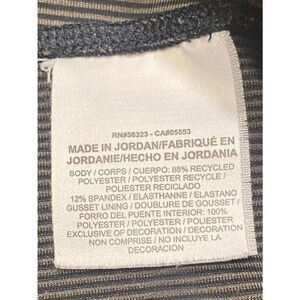 RN#56323 - CA#05553
MADE IN JORDAN/FABRIQUÉ EN
JORDANIE/HECHO EN JORDANIA
BODY / CORPS / CUERPO: 88% RECYCLED
POLYESTER / POLYESTER RECYCLÉ /
POLIÉSTER RECICLADO
12% SPANDEX / ELASTHANNE / ELASTANO
GUSSET LINING / DOUBLURE DE GOUSSET /
FORRO DEL PUENTE INTERIOR: 100%
POLYESTER / POLYESTER / POLIÉSTER
EXCLUSIVE OF DECORATION / DECORATION
NON COMPRISE / NO INCLUYE LA
DECORACIÓN